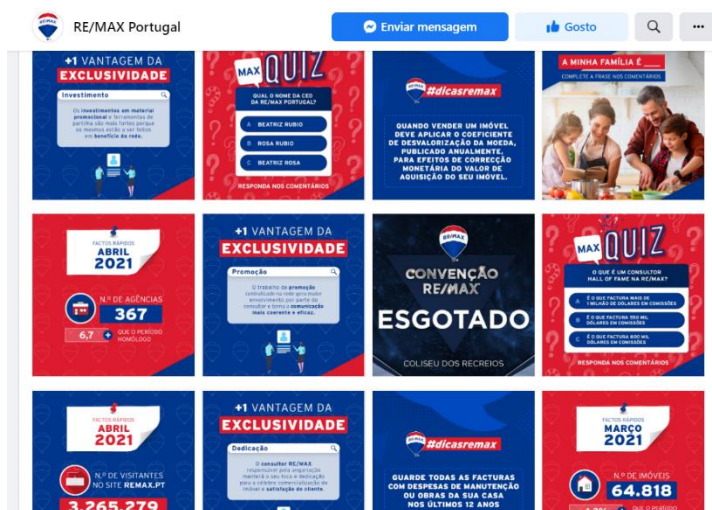 RE/MAX Portugal
Enviar mensagem
Gosto
+1 VANTAGEM DA
EXCLUSIVIDADE
Investimento
Os investimentos em material
promocional e ferramentas de
partilha são mais fortes porque
os mesmos estão a ser feitos
em benefício da rede.
MAX QUIZ
QUAL O NOME DA CEO
DA RE/MAX PORTUGAL?
A BEATRIZ RUBIO
B ROSA RUBIO
C BEATRIZ ROSA
RESPONDA NOS COMENTÁRIOS
#dicasremax
QUANDO VENDER UM IMÓVEL
DEVE APLICAR O COEFICIENTE
DE DESVALORIZAÇÃO DA MOEDA,
PUBLICADO ANUALMENTE,
PARA EFEITOS DE CORRECÇÃO
MONETÁRIA DO VALOR DE
AQUISIÇÃO DO SEU IMÓVEL.
A MINHA FAMÍLIA É ____
COMPLETE A FRASE NOS COMENTÁRIOS
FACTOS RÁPIDOS
ABRIL
2021
N.º DE AGÊNCIAS
367
6,7
QUE O PERÍODO
HOMÓLOGO
+1 VANTAGEM DA
EXCLUSIVIDADE
Promoção
O trabalho de promoção
centralizado na rede gera maior
envolvimento por parte do
consultor e torna a comunicação
mais coerente e eficaz.
RE/MAX
CONVENÇÃO
RE/MAX
ESGOTADO
COLISEU DOS RECREIOS
MAX QUIZ
O QUE É UM CONSULTOR
HALL OF FAME NA RE/MAX?
A É O QUE FACTURA MAIS DE
1 MILHÃO DE DÓLARES EM COMISSÕES
B É O QUE FACTURA 550 MIL
DÓLARES EM COMISSÕES
C É O QUE FACTURA 800 MIL
DÓLARES EM COMISSÕES
RESPONDA NOS COMENTÁRIOS
FACTOS RÁPIDOS
ABRIL
2021
N.º DE VISITANTES
NO SITE REMAX.PT
3.265.279
+1 VANTAGEM DA
EXCLUSIVIDADE
Dedicação
O consultor RE/MAX
responsável pela angariação
manterá o seu foco e dedicação
para a célebre comercialização do
imóvel e satisfação do cliente.
#dicasremax
GUARDE TODAS AS FACTURAS
COM DESPESAS DE MANUTENÇÃO
OU OBRAS DA SUA CASA
NOS ÚLTIMOS 12 ANOS
FACTOS RÁPIDOS
MARÇO
2021
N.º DE IMÓVEIS
64.818
QUE O PERÍODO